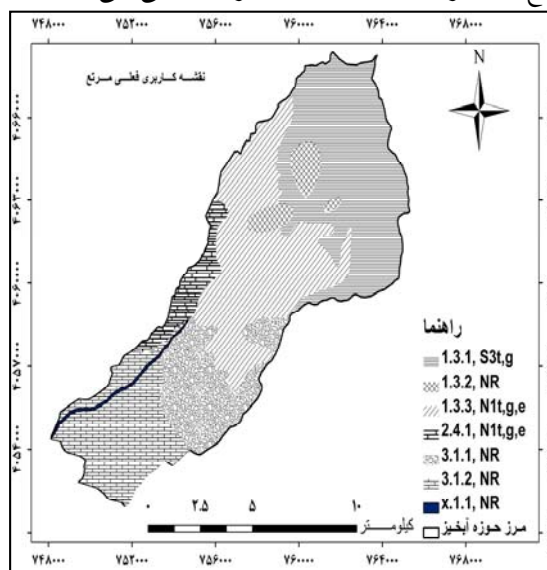 ۷۴۸۰۰۰ ۷۵۲۰۰۰ ۷۵۶۰۰۰ ۷۶۰۰۰۰ ۷۶۴۰۰۰ ۷۶۸۰۰۰
نقشه کاربری فعلی مرتع
N
۴۰۶۶۰۰۰
۴۰۶۳۰۰۰
۴۰۶۰۰۰۰
۴۰۵۷۰۰۰
۴۰۵۴۰۰۰
راهنما
1.3.1, S3t,g
1.3.2, NR
1.3.3, N1t,g,e
2.4.1, N1t,g,e
3.1.1, NR
3.1.2, NR
x.1.1, NR
مرز حوزه آبخیز
۰ ۲.۵ ۵ ۱۰
کیلومتر
۷۴۸۰۰۰ ۷۵۲۰۰۰ ۷۵۶۰۰۰ ۷۶۰۰۰۰ ۷۶۴۰۰۰ ۷۶۸۰۰۰